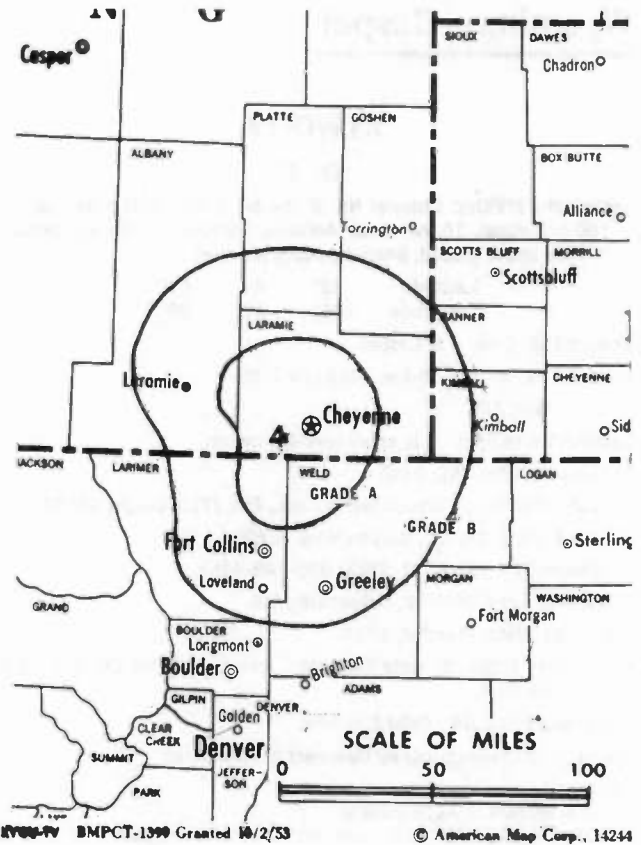 N G
SIOUX DAWES
Casper
Chadron
PLATTE GOSHEN
ALBANY
BOX BUTTE
Alliance
Torrington
SCOTTS BLUFF MORRILL
Scottsbluff
BANNER
LARAMIE
Laramie
KIMBALL CHEYENNE
Cheyenne
Kimball Sid
JACKSON LARIMER WELD LOGAN
GRADE A
GRADE B
Sterling
Fort Collins
Loveland Greeley MORGAN
WASHINGTON
GRAND
Fort Morgan
BOULDER
Longmont
Boulder
Brighton
ADAMS
GILPIN
DENVER
Golden
CLEAR CREEK
Denver
SUMMIT
JEFFER-
SON
PARK
SCALE OF MILES
0 50 100
BMPCT-1390 Granted 10/2/53 © American Map Corp., 14244